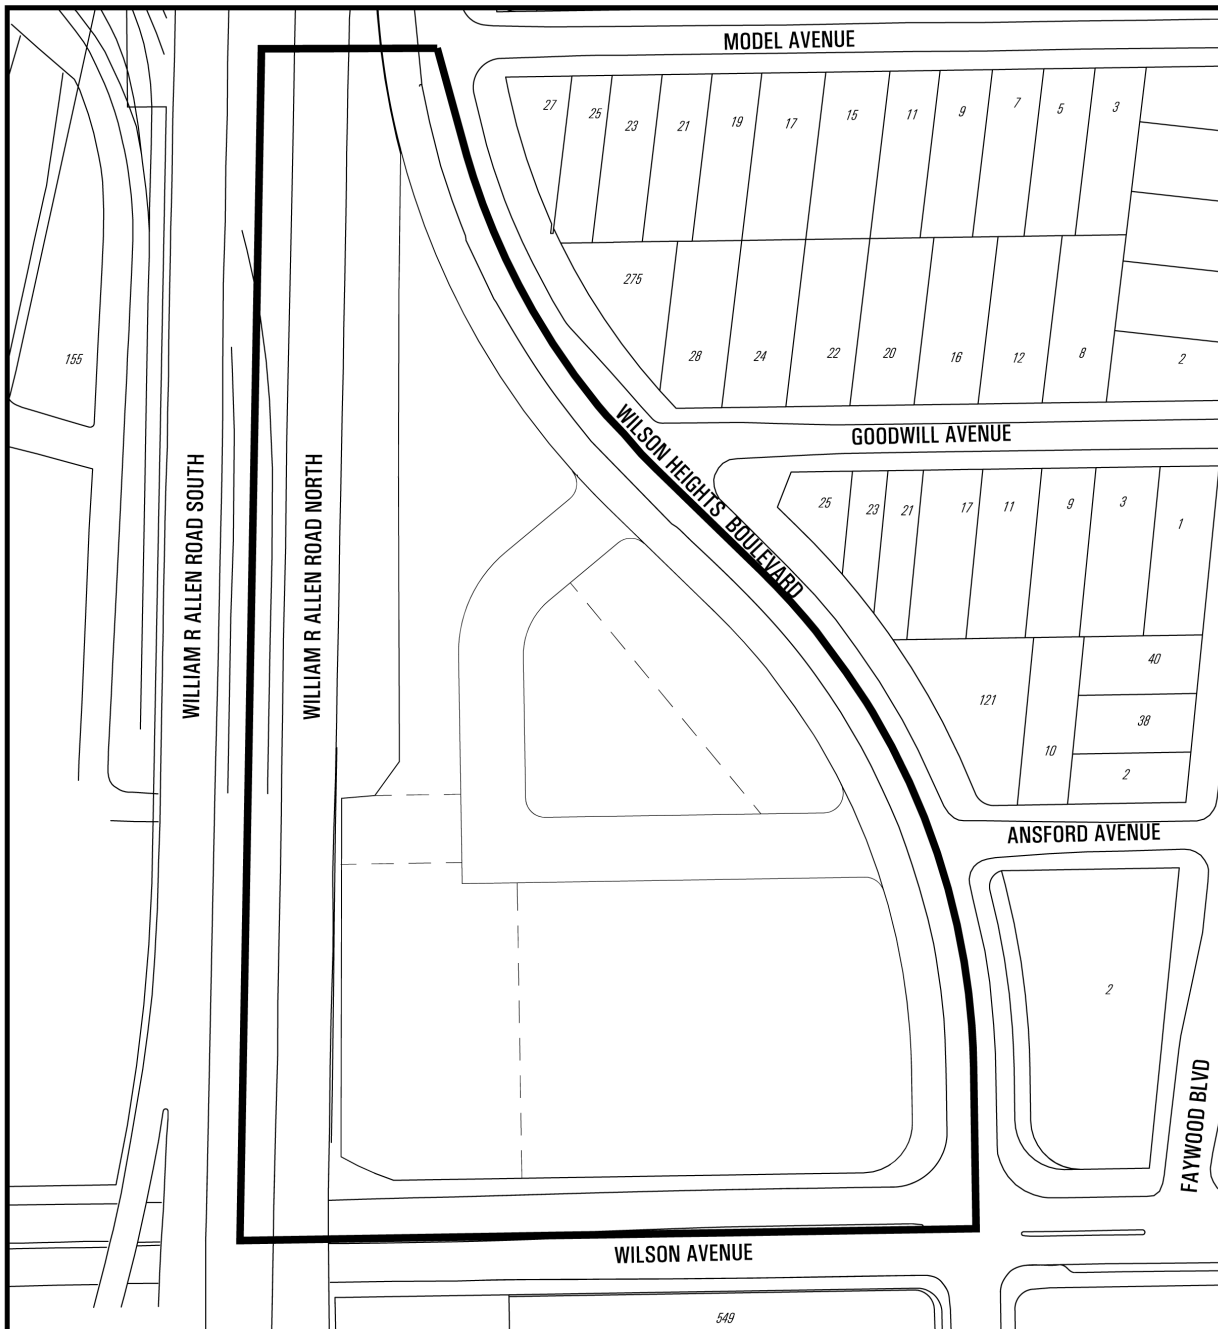 MODEL AVENUE
27 25 23 21 19 17 15 11 9 7 5 3
275 28 24 22 20 16 12 8 2
155
GOODWILL AVENUE
WILSON HEIGHTS BOULEVARD
WILLIAM R ALLEN ROAD SOUTH
WILLIAM R ALLEN ROAD NORTH
25 23 21 17 11 9 3 1
121 10 40
38
2
ANSFORD AVENUE
2
FAYWOOD BLVD
WILSON AVENUE
549